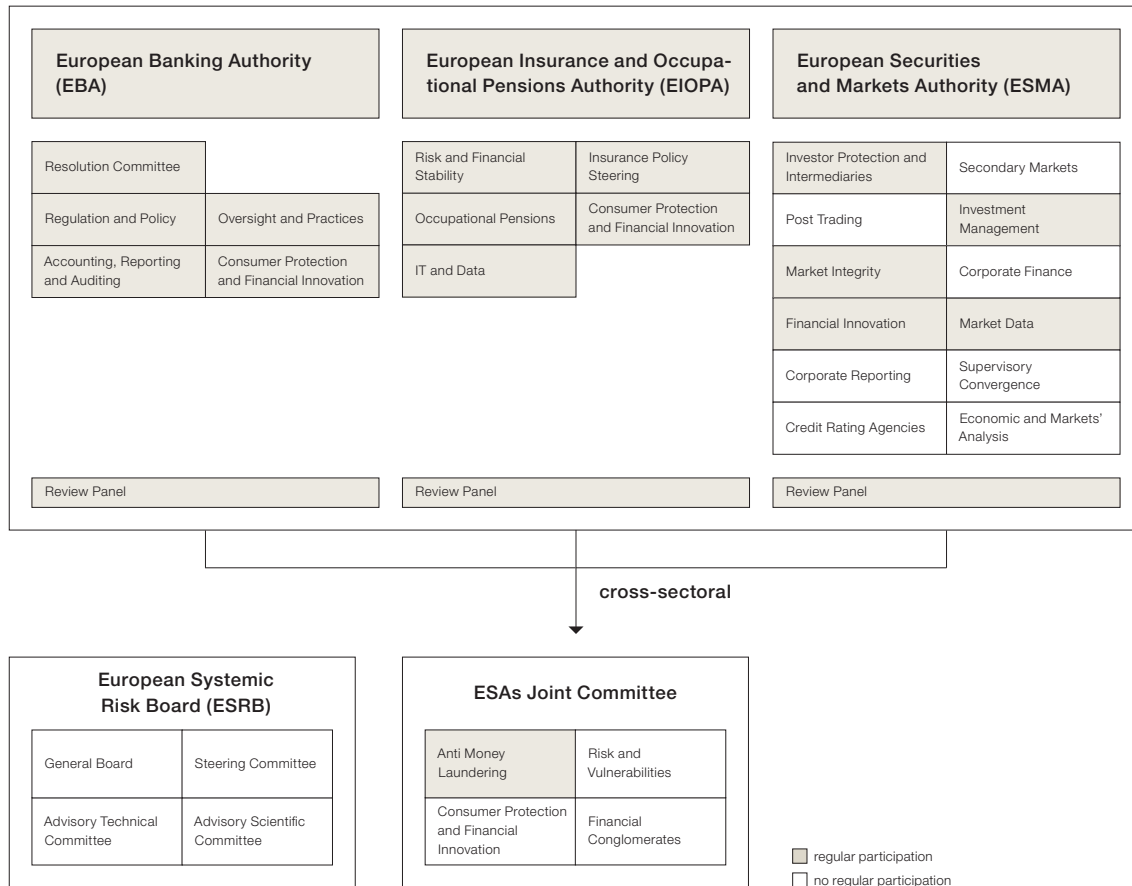 European Banking Authority
(EBA)
European Insurance and Occupa-
tional Pensions Authority (EIOPA)
European Securities
and Markets Authority (ESMA)
Resolution Committee
Regulation and Policy
Oversight and Practices
Accounting, Reporting
and Auditing
Consumer Protection
and Financial Innovation
Risk and Financial
Stability
Insurance Policy
Steering
Occupational Pensions
Consumer Protection
and Financial Innovation
IT and Data
Investor Protection and
Intermediaries
Secondary Markets
Post Trading
Investment
Management
Market Integrity
Corporate Finance
Financial Innovation
Market Data
Corporate Reporting
Supervisory
Convergence
Credit Rating Agencies
Economic and Markets’
Analysis
Review Panel
Review Panel
Review Panel
cross-sectoral
European Systemic
Risk Board (ESRB)
General Board
Steering Committee
Advisory Technical
Committee
Advisory Scientific
Committee
ESAs Joint Committee
Anti Money
Laundering
Risk and
Vulnerabilities
Consumer Protection
and Financial
Innovation
Financial
Conglomerates
regular participation
no regular participation